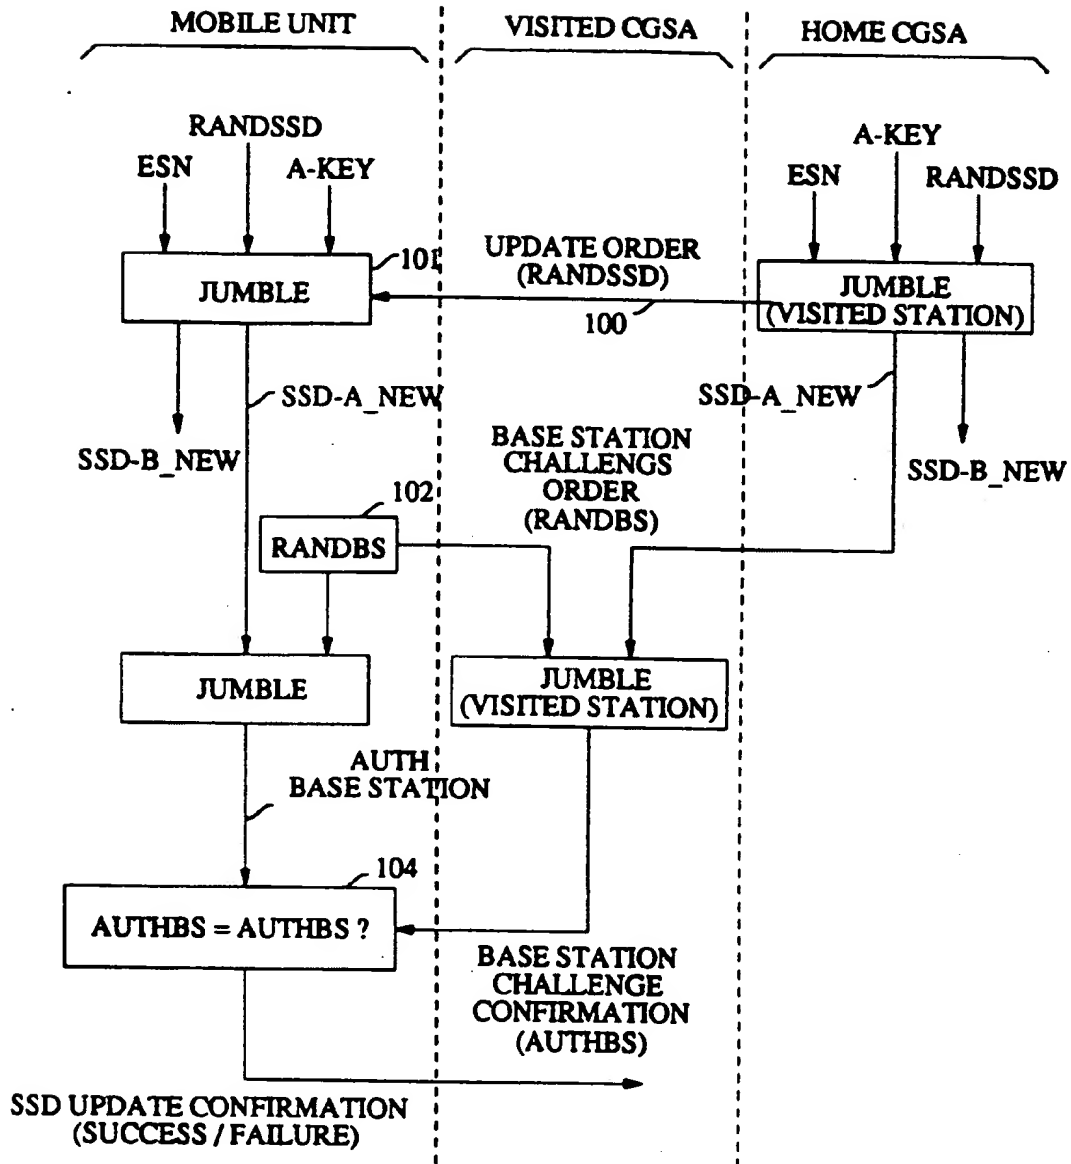 MOBILE UNIT
VISITED CGSA
HOME CGSA
RANDSSD
ESN
A-KEY
A-KEY
ESN
RANDSSD
101
JUMBLE
UPDATE ORDER
(RANDSSD)
100
JUMBLE
(VISITED STATION)
SSD-A_NEW
SSD-B_NEW
SSD-A_NEW
SSD-B_NEW
BASE STATION
CHALLENGS
ORDER
(RANDBS)
102
RANDBS
JUMBLE
JUMBLE
(VISITED STATION)
AUTH
BASE STATION
104
AUTHBS = AUTHBS ?
BASE STATION
CHALLENGE
CONFIRMATION
(AUTHBS)
SSD UPDATE CONFIRMATION
(SUCCESS / FAILURE)